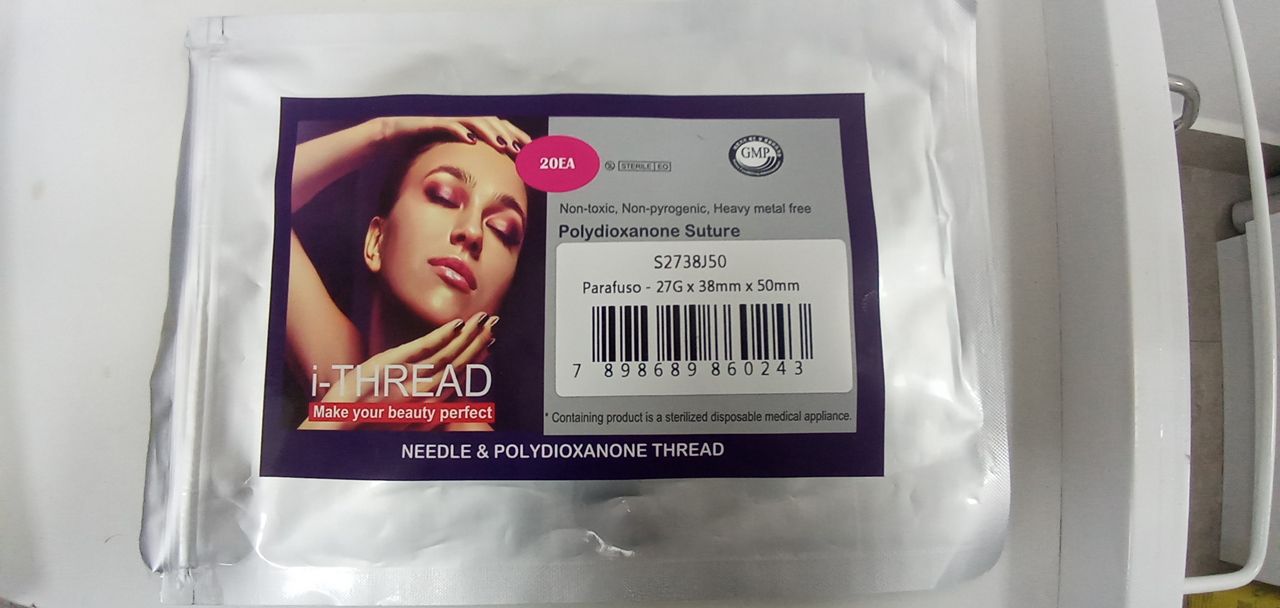 20EA
STERILE EO
GMP
Non-toxic, Non-pyrogenic, Heavy metal free
Polydioxanone Suture
S2738J50
Parafuso - 27G x 38mm x 50mm
7 898689 860243
i-THREAD
Make your beauty perfect
* Containing product is a sterilized disposable medical appliance.
NEEDLE & POLYDIOXANONE THREAD